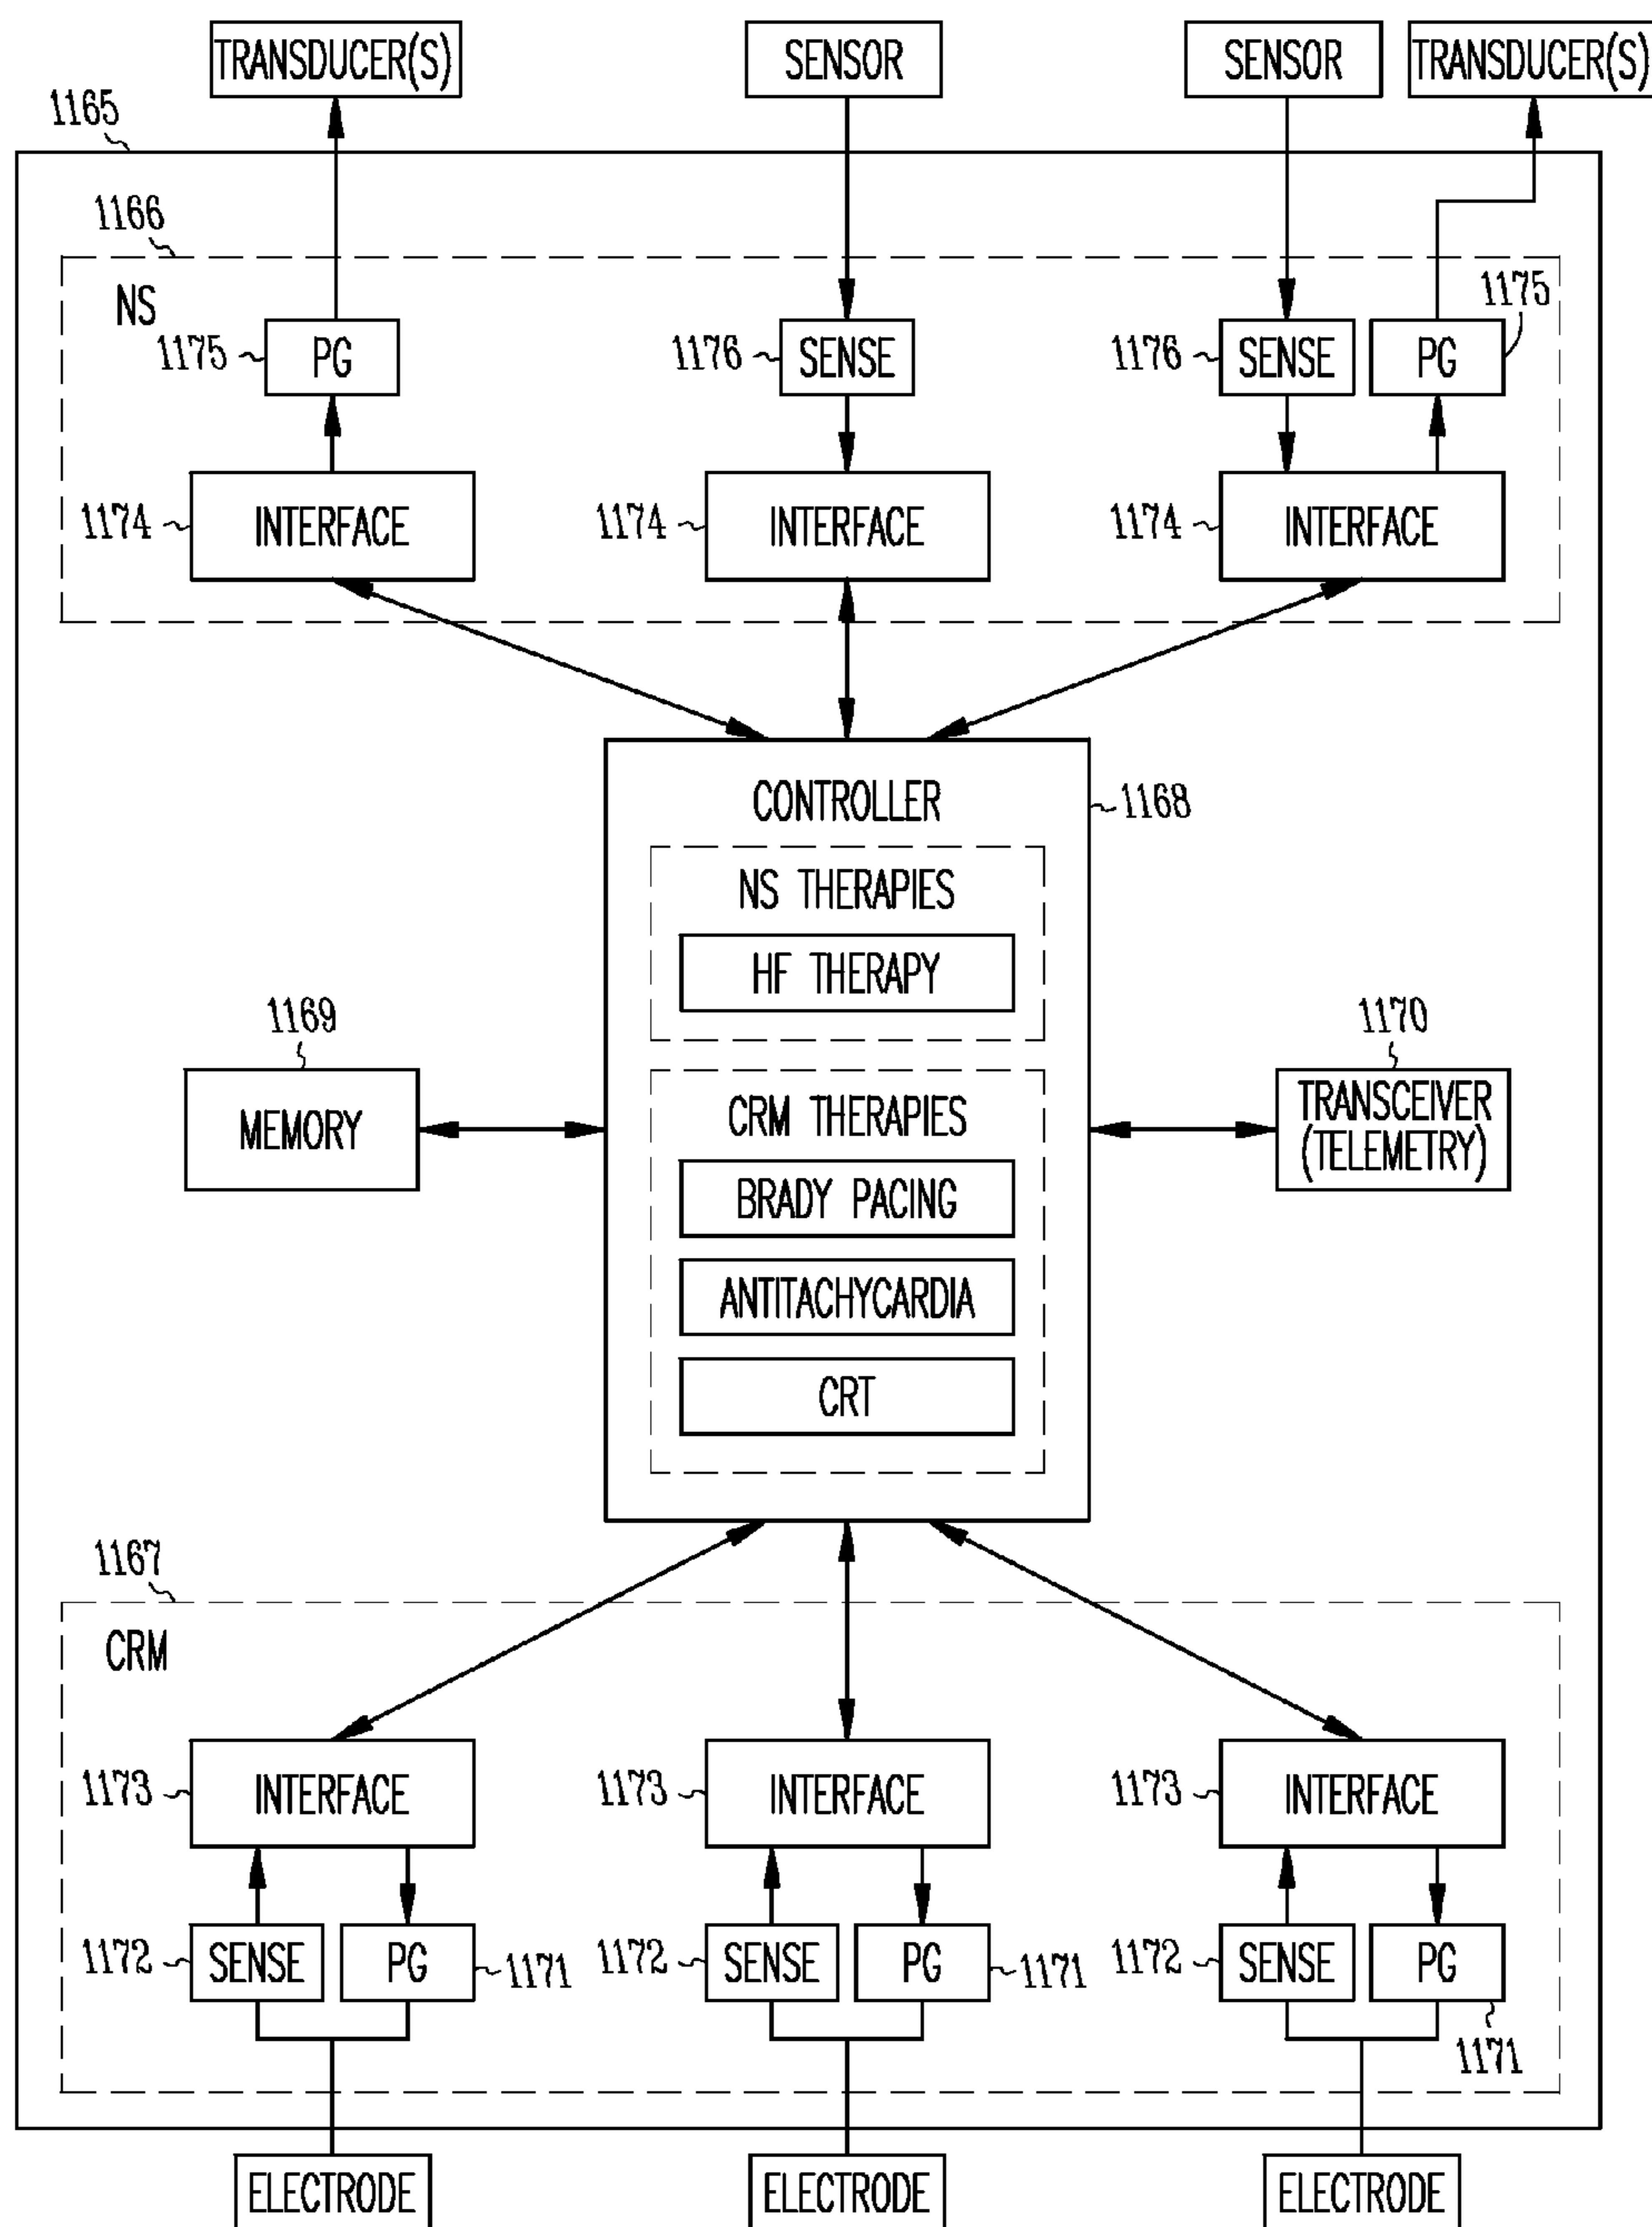 TRANSDUCER(S)
SENSOR
SENSOR
TRANSDUCER(S)
1165
1166
NS
1175
1175
PG
1176
SENSE
1176
SENSE
PG
1174
INTERFACE
1174
INTERFACE
1174
INTERFACE
CONTROLLER
1168
NS THERAPIES
HF THERAPY
1169
MEMORY
1170
TRANSCEIVER
(TELEMETRY)
CRM THERAPIES
BRADY PACING
ANTITACHYCARDIA
CRT
1167
CRM
1173
INTERFACE
1173
INTERFACE
1173
INTERFACE
1172
SENSE
PG
1171
1172
SENSE
PG
1171
1172
SENSE
PG
1171
ELECTRODE
ELECTRODE
ELECTRODE